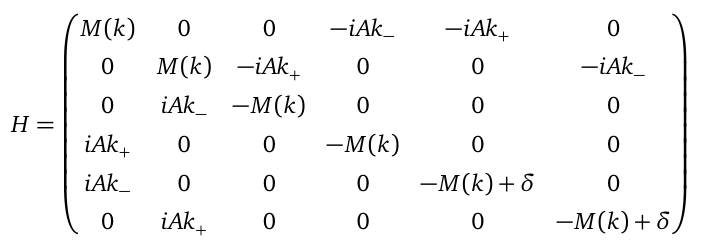 M(k) 0 0 −iAk₋ −iAk₊ 0
0 M(k) −iAk₊ 0 0 −iAk₋
0 iAk₋ −M(k) 0 0 0
H = iAk₊ 0 0 −M(k) 0 0
iAk₋ 0 0 0 −M(k) + δ 0
0 iAk₊ 0 0 0 −M(k) + δ